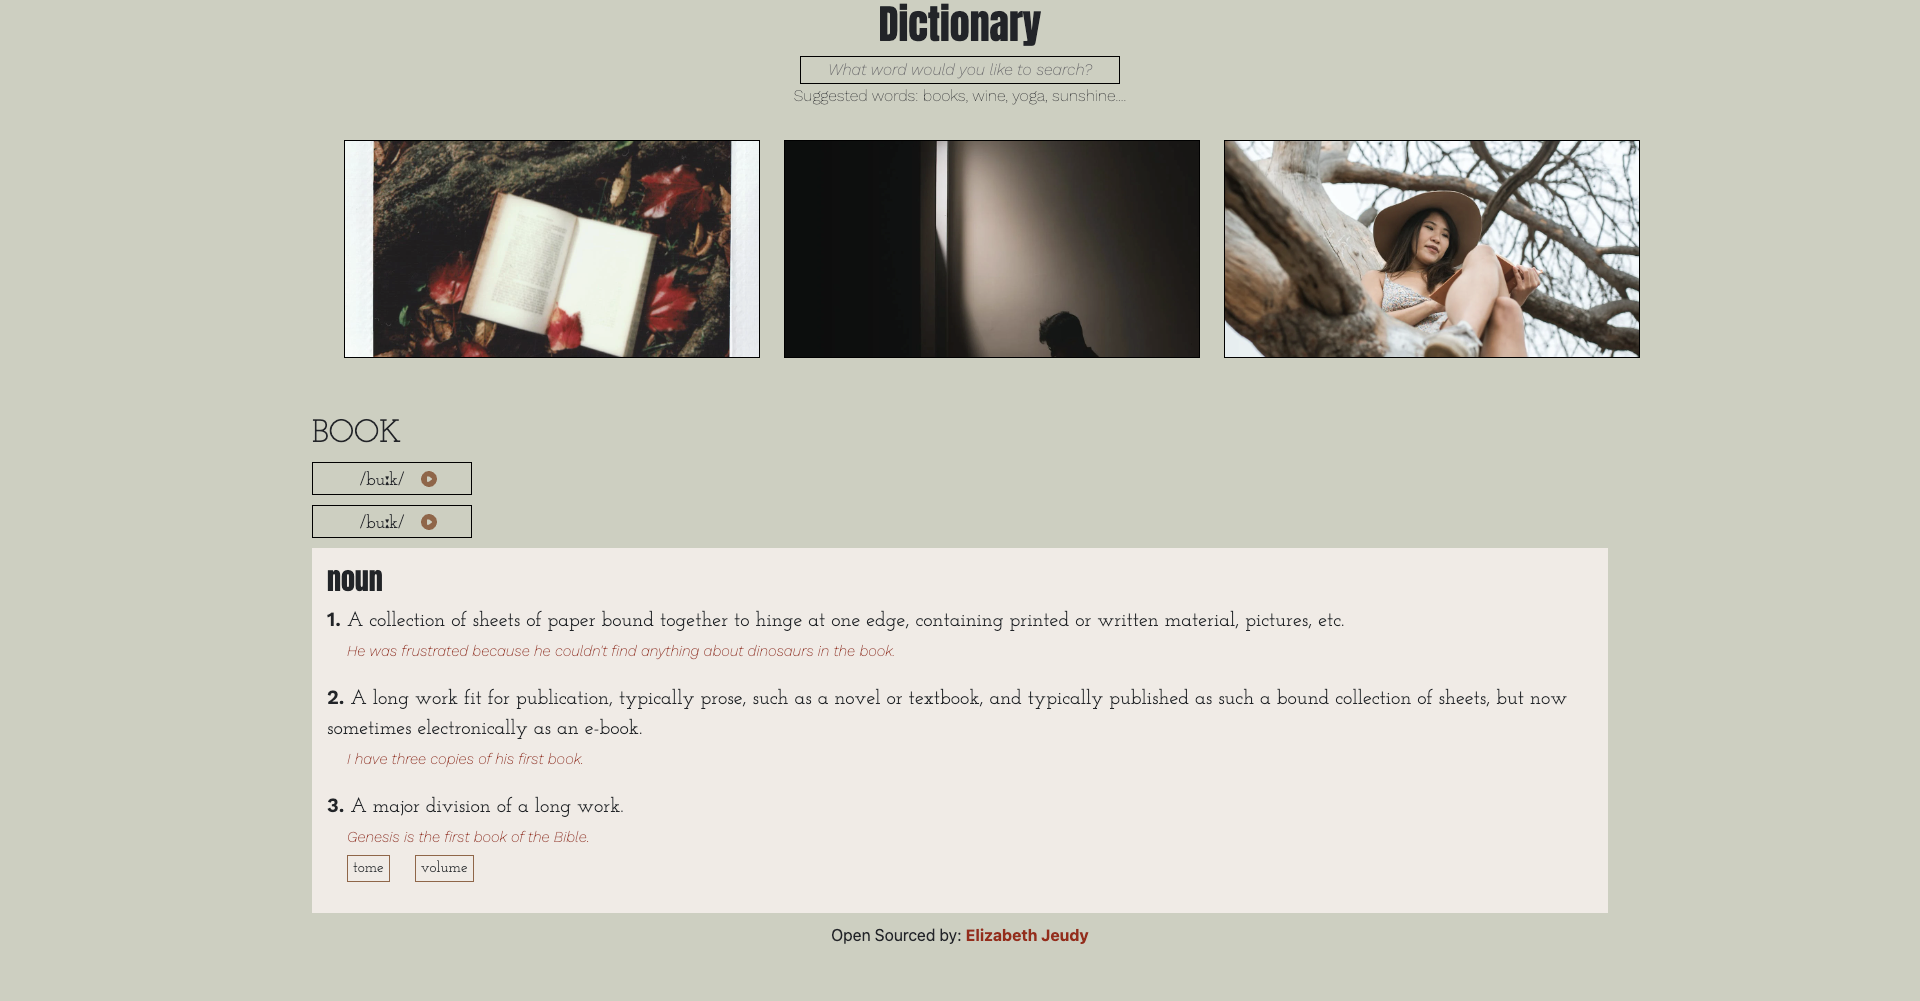 Dictionary
What word would you like to search?
Suggested words: books, wine, yoga, sunshine....
BOOK
/buːk/
/buːk/
noun
1. A collection of sheets of paper bound together to hinge at one edge, containing printed or written material, pictures, etc.
He was frustrated because he couldn't find anything about dinosaurs in the book.
2. A long work fit for publication, typically prose, such as a novel or textbook, and typically published as such a bound collection of sheets, but now
sometimes electronically as an e-book.
I have three copies of his first book.
3. A major division of a long work.
Genesis is the first book of the Bible.
tome volume
Open Sourced by: Elizabeth Jeudy